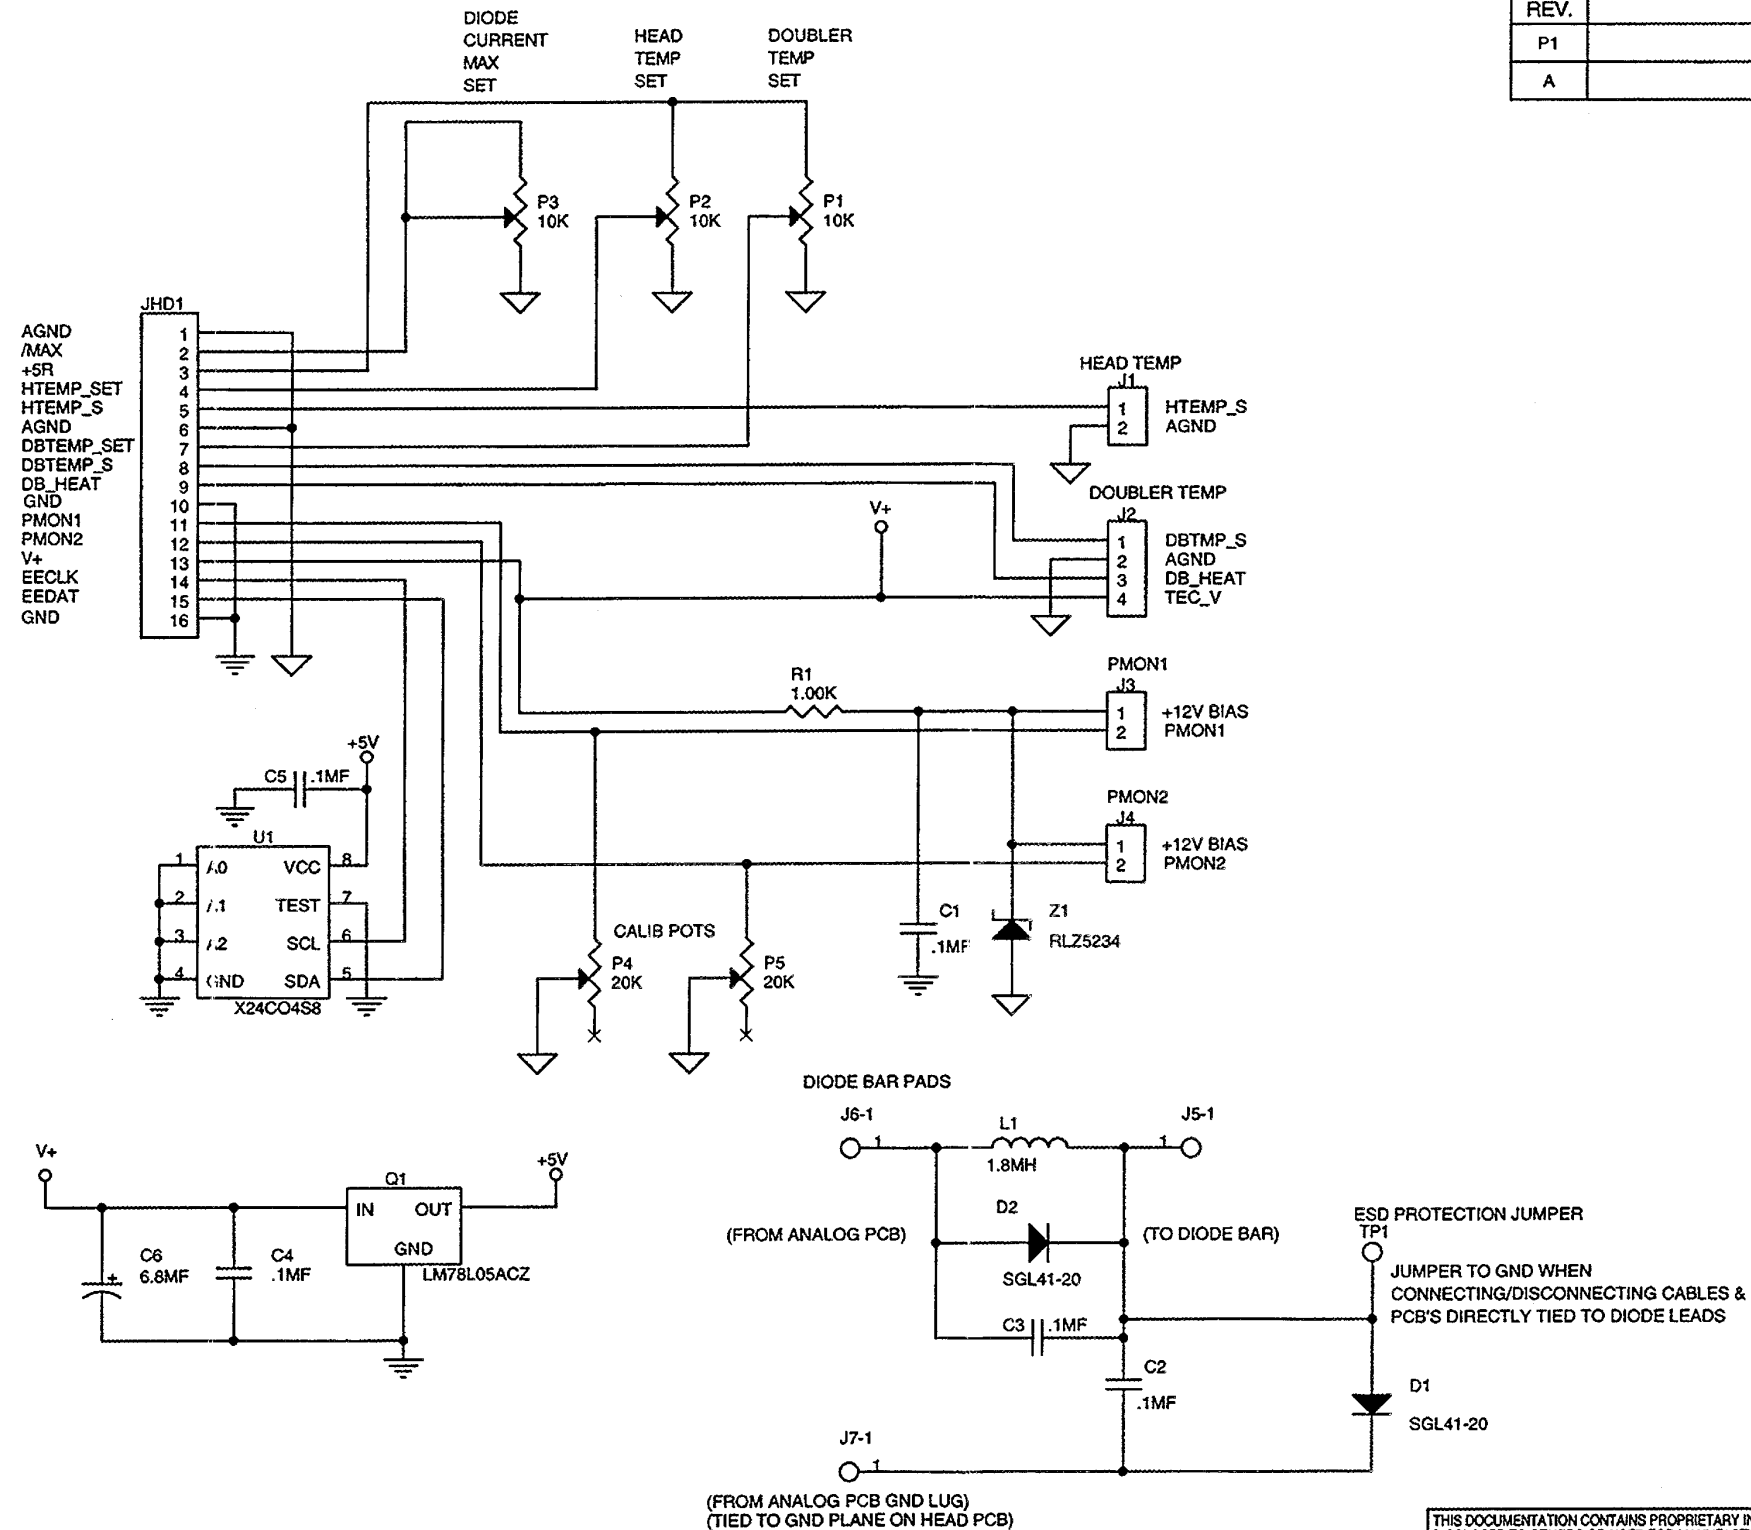 DIODE
CURRENT
MAX
SET
HEAD
TEMP
SET
DOUBLER
TEMP
SET
REV.
P1
A
P3
10K
P2
10K
P1
10K
JHD1
AGND 1
/MAX 2
+5R 3
HTEMP_SET 4
HTEMP_S 5
AGND 6
DBTEMP_SET 7
DBTEMP_S 8
DB_HEAT 9
GND 10
PMON1 11
PMON2 12
V+ 13
EECLK 14
EEDAT 15
GND 16
HEAD TEMP
J1
1 HTEMP_S
2 AGND
DOUBLER TEMP
J2
1 DBTMP_S
2 AGND
3 DB_HEAT
4 TEC_V
V+
R1
1.00K
PMON1
J3
1 +12V BIAS
2 PMON1
PMON2
J4
1 +12V BIAS
2 PMON2
+5V
C5 .1MF
U1
1 A0 VCC 8
2 A1 TEST 7
3 A2 SCL 6
4 GND SDA 5
X24CO4S8
CALIB POTS
P4
20K
P5
20K
C1
.1MF
Z1
RLZ5234
DIODE BAR PADS
J6-1
1
L1
1.8MH
J5-1
1
V+
C6
6.8MF
+
C4
.1MF
Q1
IN OUT
GND
LM78L05ACZ
+5V
(FROM ANALOG PCB)
D2
SGL41-20
(TO DIODE BAR)
C3 .1MF
C2
.1MF
ESD PROTECTION JUMPER
TP1
JUMPER TO GND WHEN
CONNECTING/DISCONNECTING CABLES &
PCB'S DIRECTLY TIED TO DIODE LEADS
D1
SGL41-20
J7-1
1
(FROM ANALOG PCB GND LUG)
(TIED TO GND PLANE ON HEAD PCB)
THIS DOCUMENTATION CONTAINS PROPRIETARY